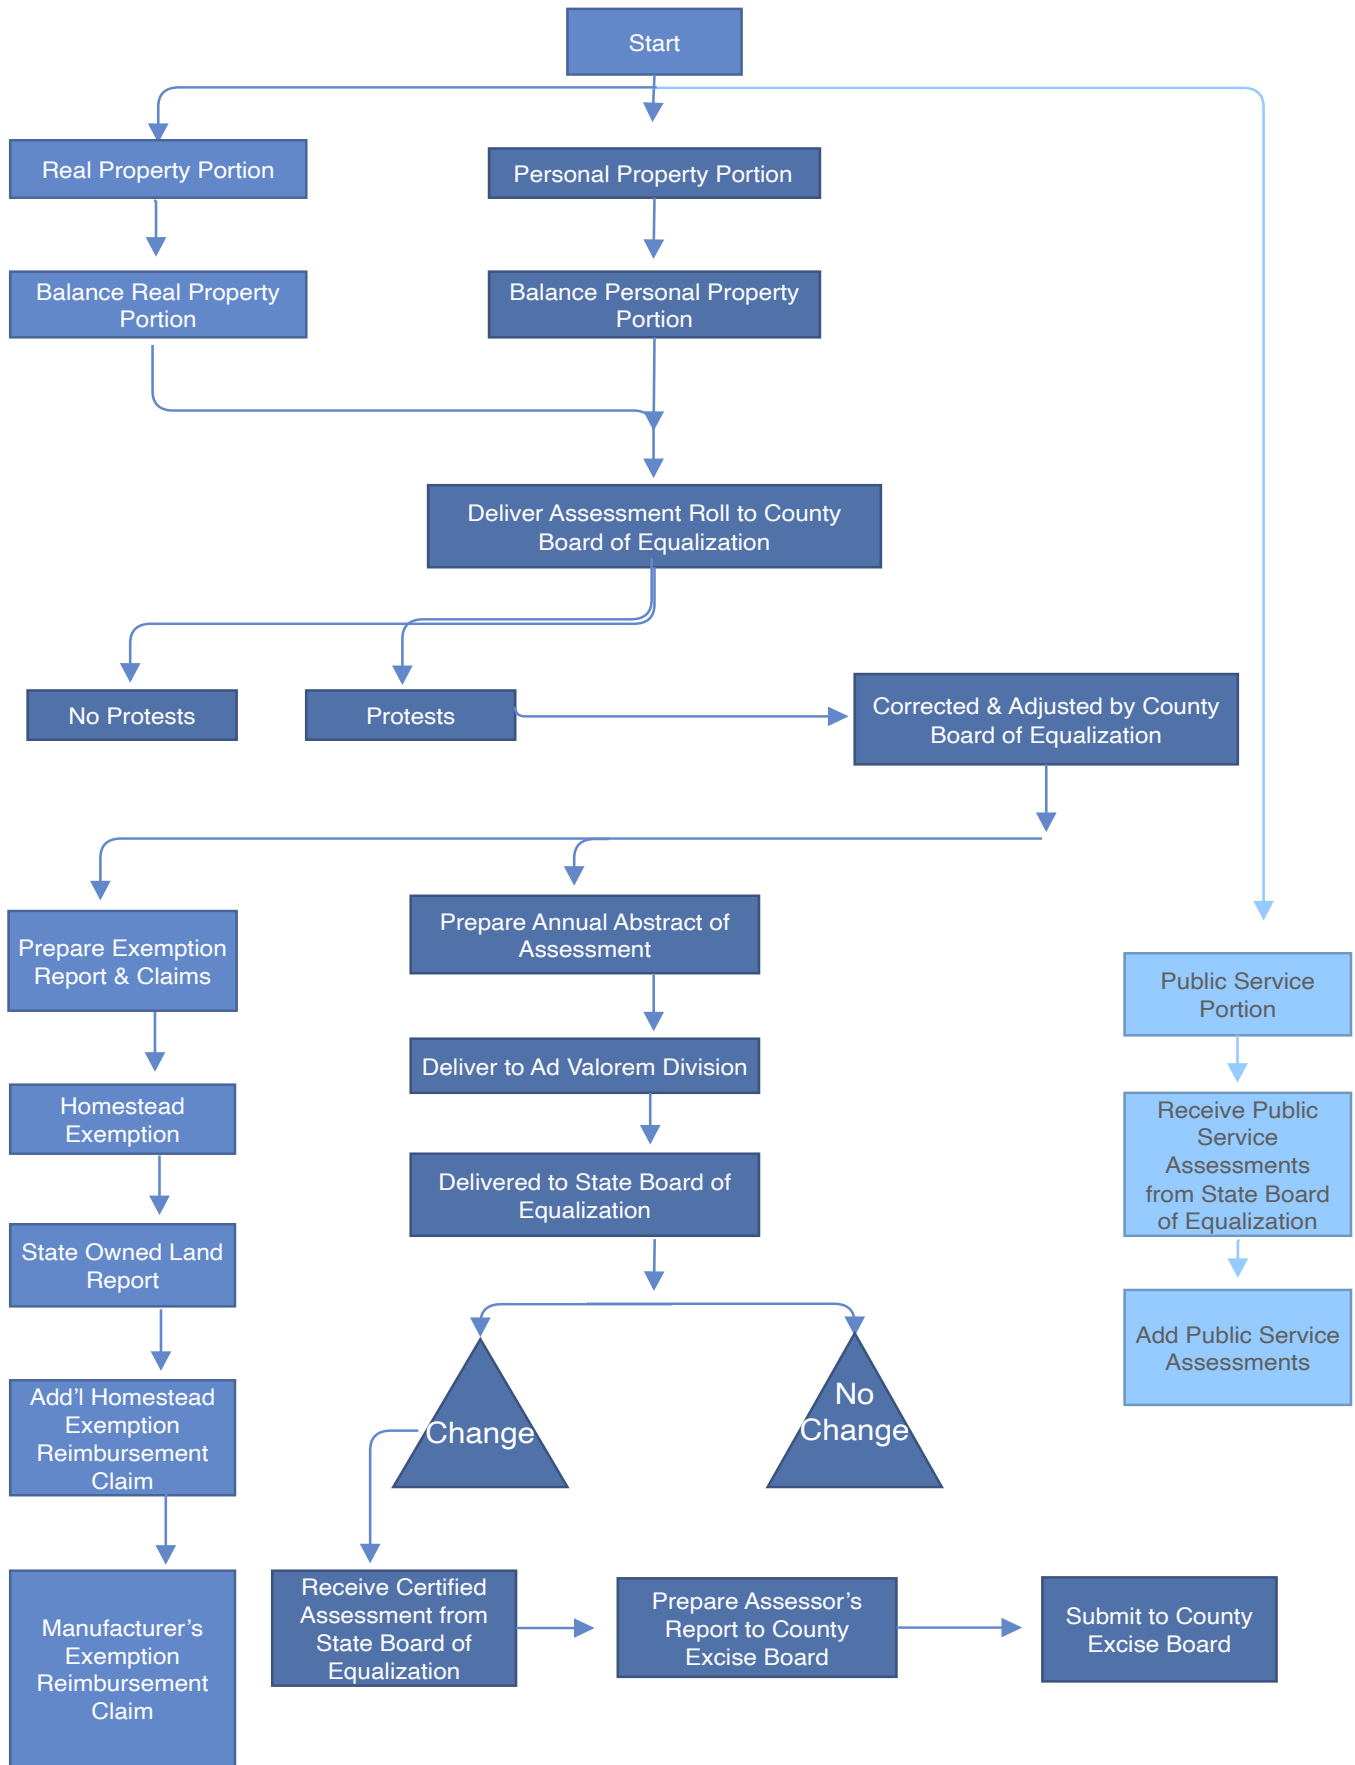 Start
Real Property Portion
Personal Property Portion
Balance Real Property
Portion
Balance Personal Property
Portion
Deliver Assessment Roll to County
Board of Equalization
No Protests
Protests
Corrected & Adjusted by County
Board of Equalization
Prepare Exemption
Report & Claims
Prepare Annual Abstract of
Assessment
Public Service
Portion
Deliver to Ad Valorem Division
Homestead
Exemption
Receive Public
Service
Assessments
from State Board
of Equalization
Delivered to State Board of
Equalization
State Owned Land
Report
Add Public Service
Assessments
Change
No
Change
Add’l Homestead
Exemption
Reimbursement
Claim
Manufacturer’s
Exemption
Reimbursement
Claim
Receive Certified
Assessment from
State Board of
Equalization
Prepare Assessor’s
Report to County
Excise Board
Submit to County
Excise Board